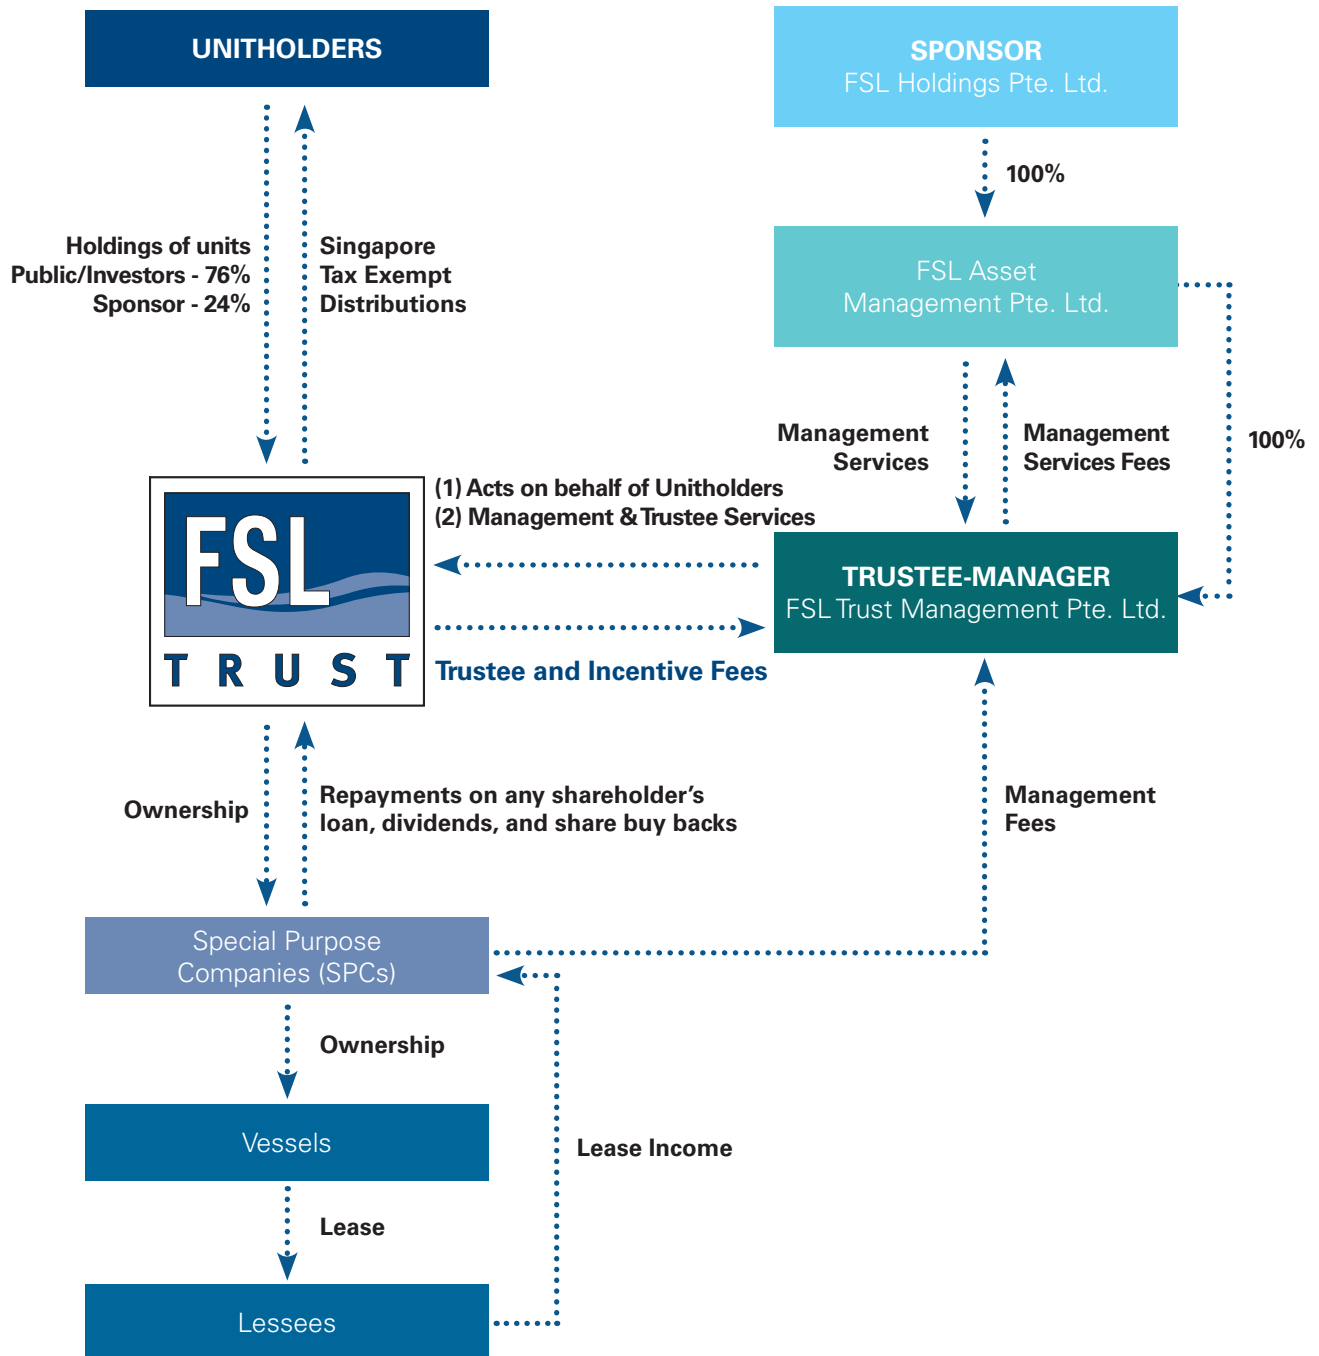 UNITHOLDERS
SPONSOR
FSL Holdings Pte. Ltd.
100%
Holdings of units
Public/Investors - 76%
Sponsor - 24%
Singapore
Tax Exempt
Distributions
FSL Asset
Management Pte. Ltd.
Management
Services
Management
Services Fees
100%
FSL
TRUST
(1) Acts on behalf of Unitholders
(2) Management & Trustee Services
TRUSTEE-MANAGER
FSL Trust Management Pte. Ltd.
Trustee and Incentive Fees
Ownership
Repayments on any shareholder’s
loan, dividends, and share buy backs
Management
Fees
Special Purpose
Companies (SPCs)
Ownership
Vessels
Lease Income
Lease
Lessees